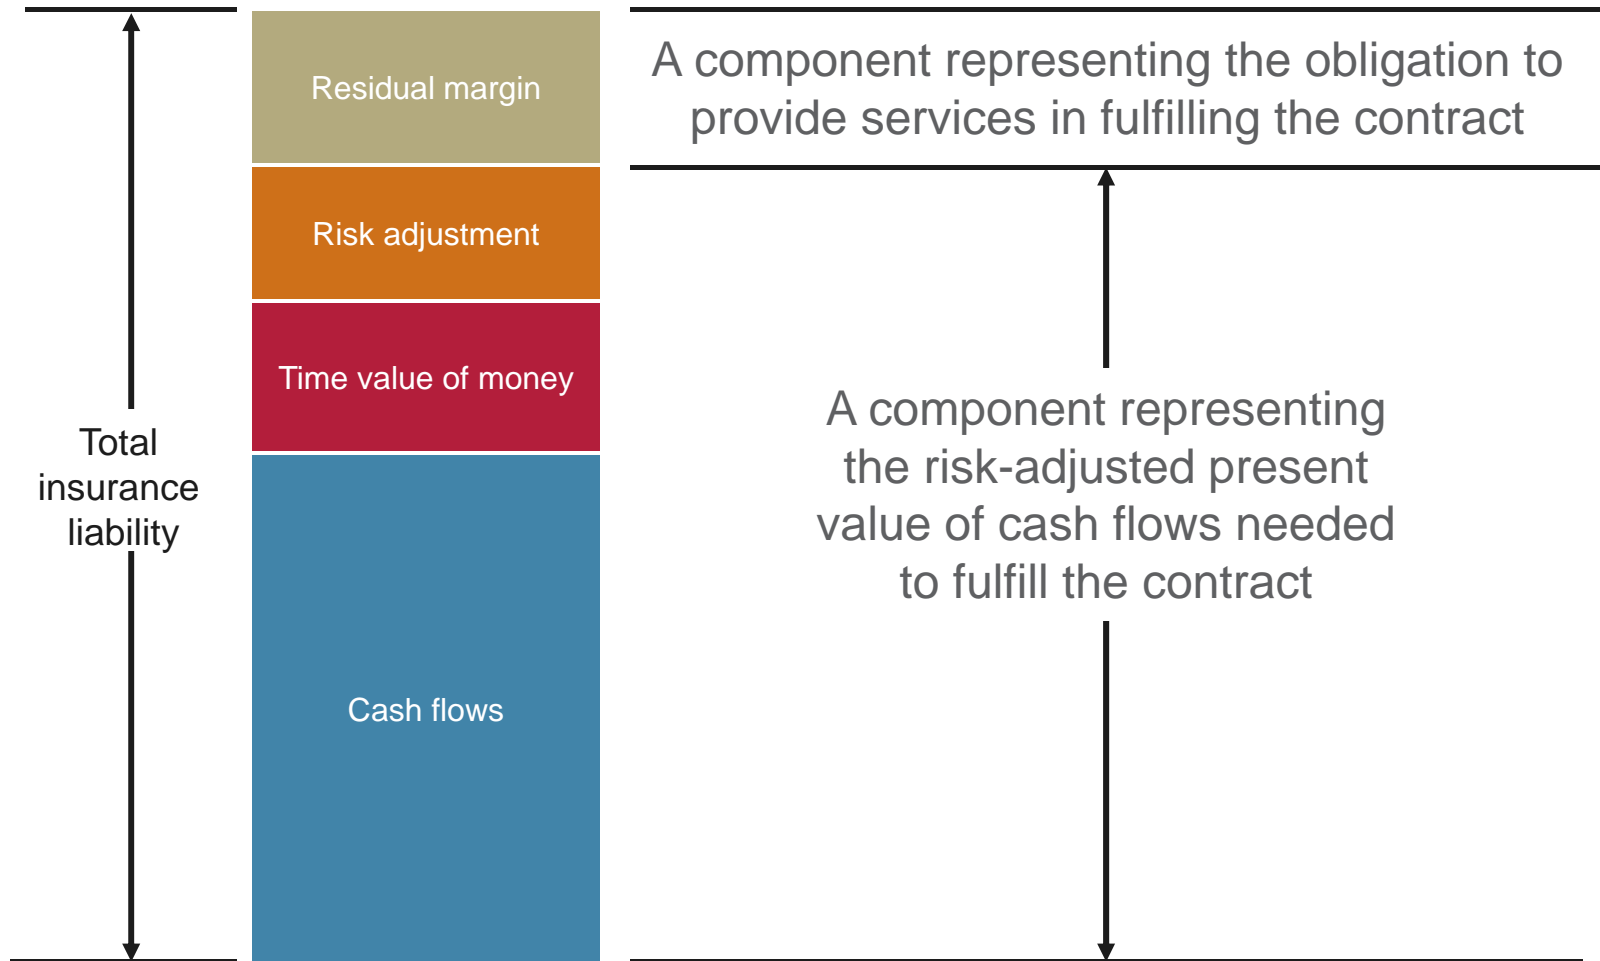 Residual margin
A component representing the obligation to
provide services in fulfilling the contract
Risk adjustment
Time value of money
Total
insurance
liability
A component representing
the risk-adjusted present
value of cash flows needed
to fulfill the contract
Cash flows